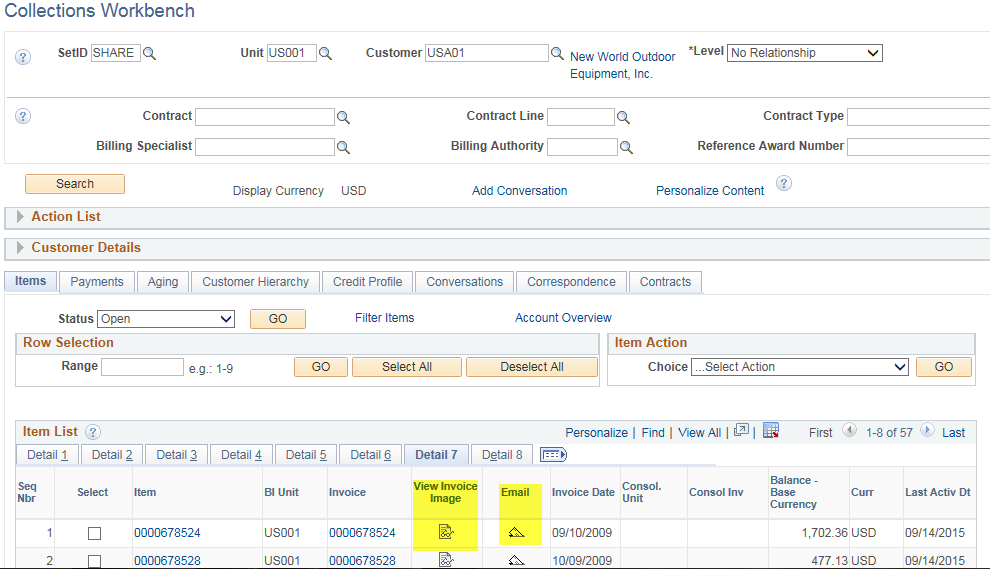 Collections Workbench
SetID SHARE Unit US001 Customer USA01 New World Outdoor Equipment, Inc. *Level No Relationship
Contract Contract Line Contract Type
Billing Specialist Billing Authority Reference Award Number
Search Display Currency USD Add Conversation Personalize Content
Action List
Customer Details
Items Payments Aging Customer Hierarchy Credit Profile Conversations Correspondence Contracts
Status Open GO Filter Items Account Overview
Row Selection Item Action
Range e.g.: 1-9 GO Select All Deselect All Choice ...Select Action GO
Item List Personalize | Find | View All | | First 1-8 of 57 Last
Detail 1 Detail 2 Detail 3 Detail 4 Detail 5 Detail 6 Detail 7 Detail 8
Seq Nbr Select Item BI Unit Invoice View Invoice Image Email Invoice Date Consol. Unit Consol Inv Balance - Base Currency Curr Last Activ Dt
1 0000678524 US001 0000678524 09/10/2009 1,702.36 USD 09/14/2015
2 0000678528 US001 0000678528 10/09/2009 477.13 USD 09/14/2015